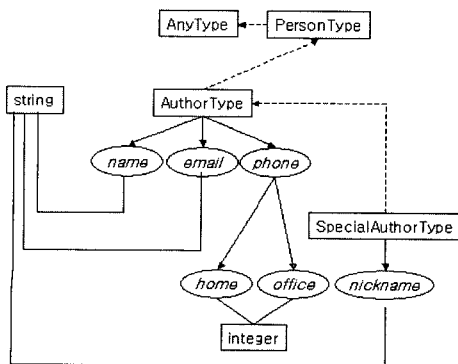 AnyType
PersonType
string
AuthorType
name
email
phone
SpecialAuthorType
home
office
nickname
integer